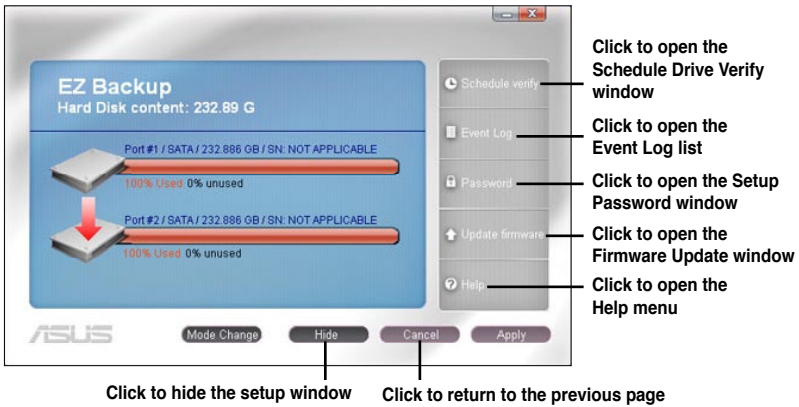 EZ Backup
Hard Disk content: 232.89 G
Port #1 / SATA / 232.886 GB / SN: NOT APPLICABLE
100% Used 0% unused
Port #2 / SATA / 232.886 GB / SN: NOT APPLICABLE
100% Used 0% unused
Schedule verify
Event Log
Password
Update firmware
Help
ASUS
Mode Change
Hide
Cancel
Apply
Click to open the
Schedule Drive Verify
window
Click to open the
Event Log list
Click to open the Setup
Password window
Click to open the
Firmware Update window
Click to open the
Help menu
Click to hide the setup window
Click to return to the previous page